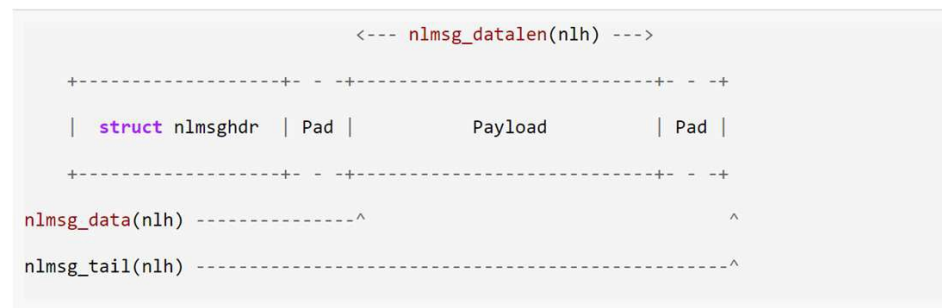 <--- nlmsg_datalen(nlh) --->
+-------------------+- - -+----------------------------+- - -+
|  struct nlmsghdr  | Pad |           Payload          | Pad |
+-------------------+- - -+----------------------------+- - -+
nlmsg_data(nlh) ---------------^                                   ^
nlmsg_tail(nlh) --------------------------------------------------^